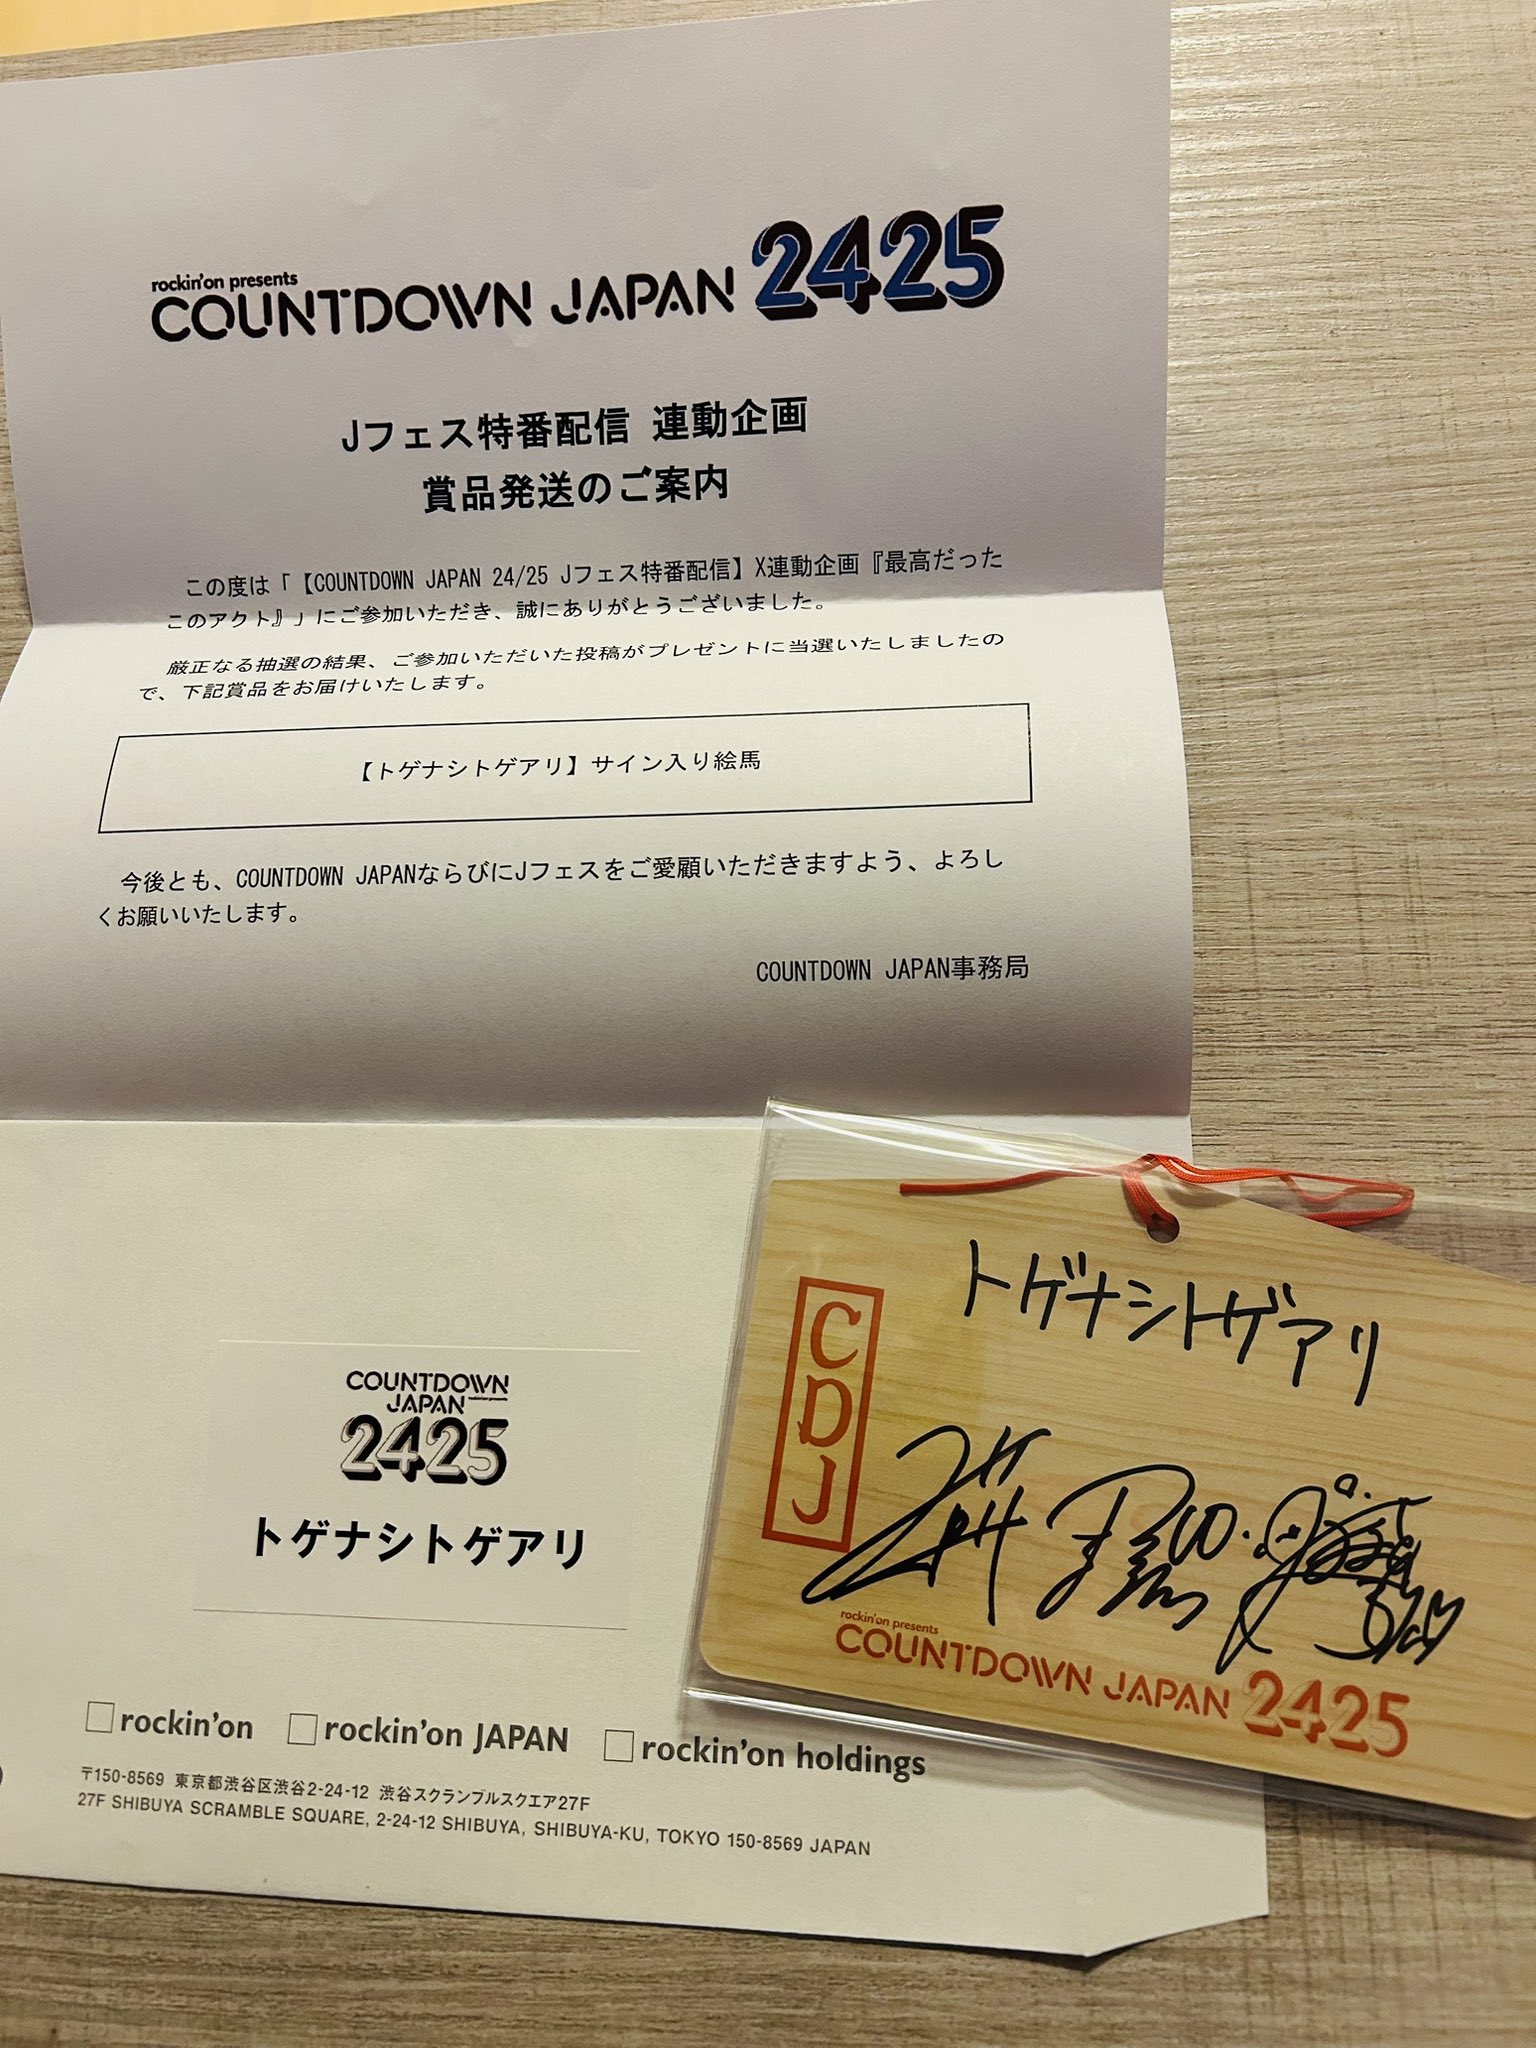 rockin'on presents
COUNTDOWN JAPAN 2425
Jフェス特番配信 連動企画
賞品発送のご案内
この度は「【COUNTDOWN JAPAN 24/25 Jフェス特番配信】X連動企画『最高だった
このアクト』」にご参加いただき、誠にありがとうございました。
厳正なる抽選の結果、ご参加いただいた投稿がプレゼントに当選いたしましたの
で、下記賞品をお届けいたします。
【トゲナシトゲアリ】サイン入り絵馬
今後とも、COUNTDOWN JAPANならびにJフェスをご愛顧いただきますよう、よろし
くお願いいたします。
COUNTDOWN JAPAN事務局
COUNTDOWN
JAPAN
2425
トゲナシトゲアリ
rockin'on rockin'on JAPAN rockin'on holdings
〒150-8569 東京都渋谷区渋谷2-24-12 渋谷スクランブルスクエア27F
27F SHIBUYA SCRAMBLE SQUARE, 2-24-12 SHIBUYA, SHIBUYA-KU, TOKYO 150-8569 JAPAN
トゲナシトゲアリ
CDJ
rockin'on presents
COUNTDOWN JAPAN 2425